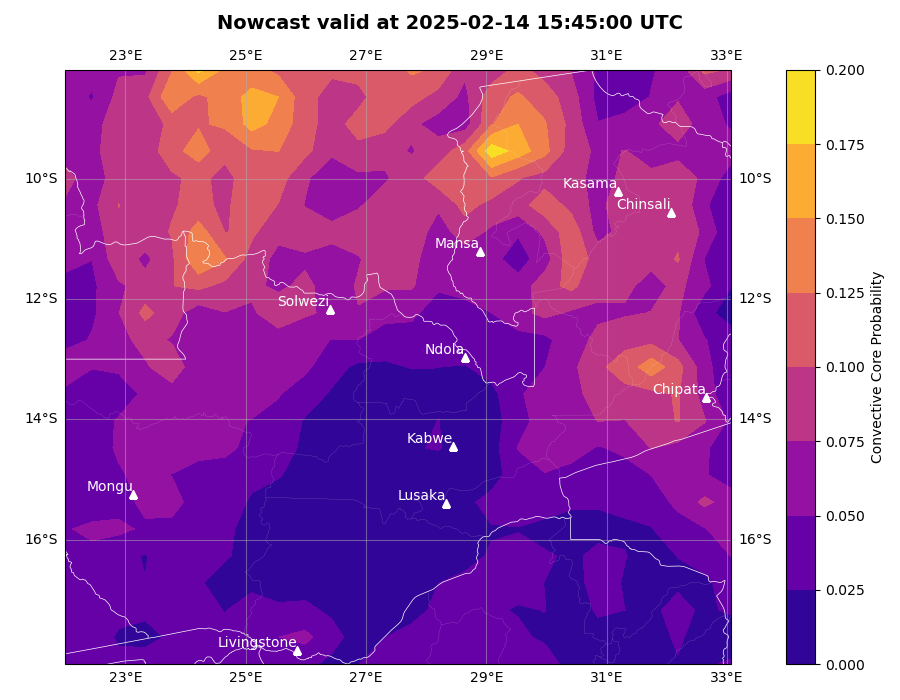 Nowcast valid at 2025-02-14 15:45:00 UTC
23°E 25°E 27°E 29°E 31°E 33°E
0.200
0.175
10°S Kasama 10°S
Chinsali
0.150
Mansa
0.125
12°S Solwezi 12°S
Ndola
0.100
Chipata
14°S 14°S
Kabwe
0.075
Mongu
Lusaka
0.050
16°S 16°S
0.025
Livingstone
0.000
23°E 25°E 27°E 29°E 31°E 33°E
Convective Core Probability